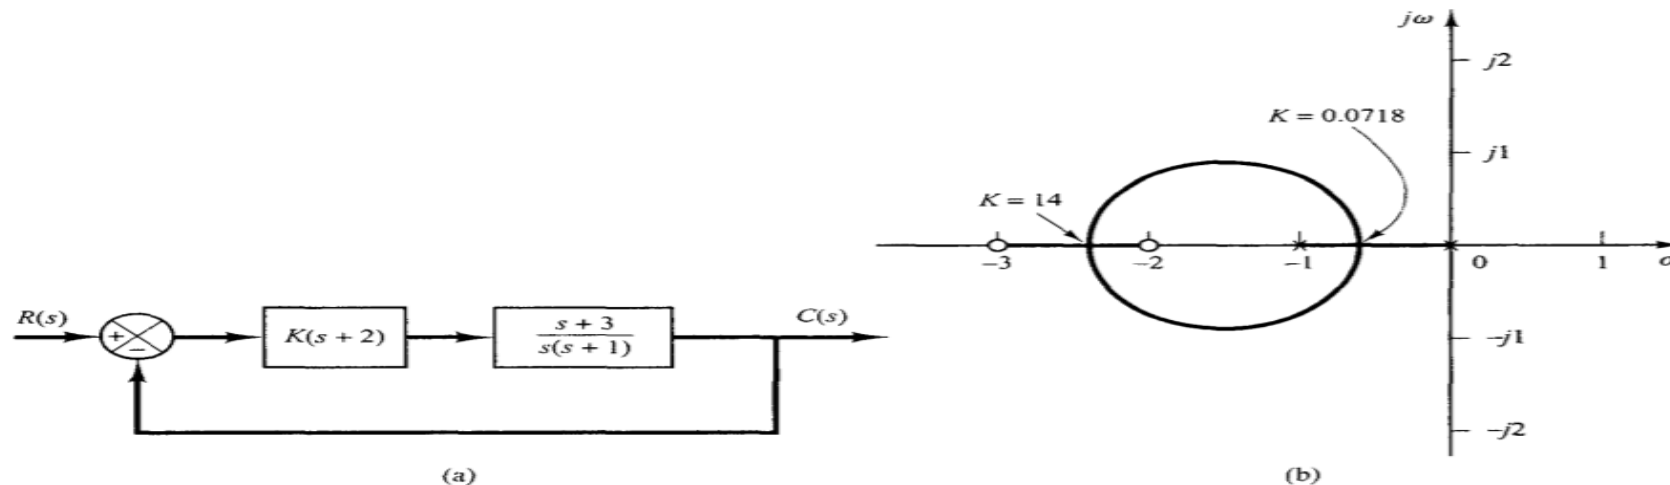 R(s)
+
−
K(s + 2)
s + 3
s(s + 1)
C(s)
(a)
jω
j2
K = 0.0718
j1
K = 14
−3
−2
−1
0
1
σ
−j1
−j2
(b)